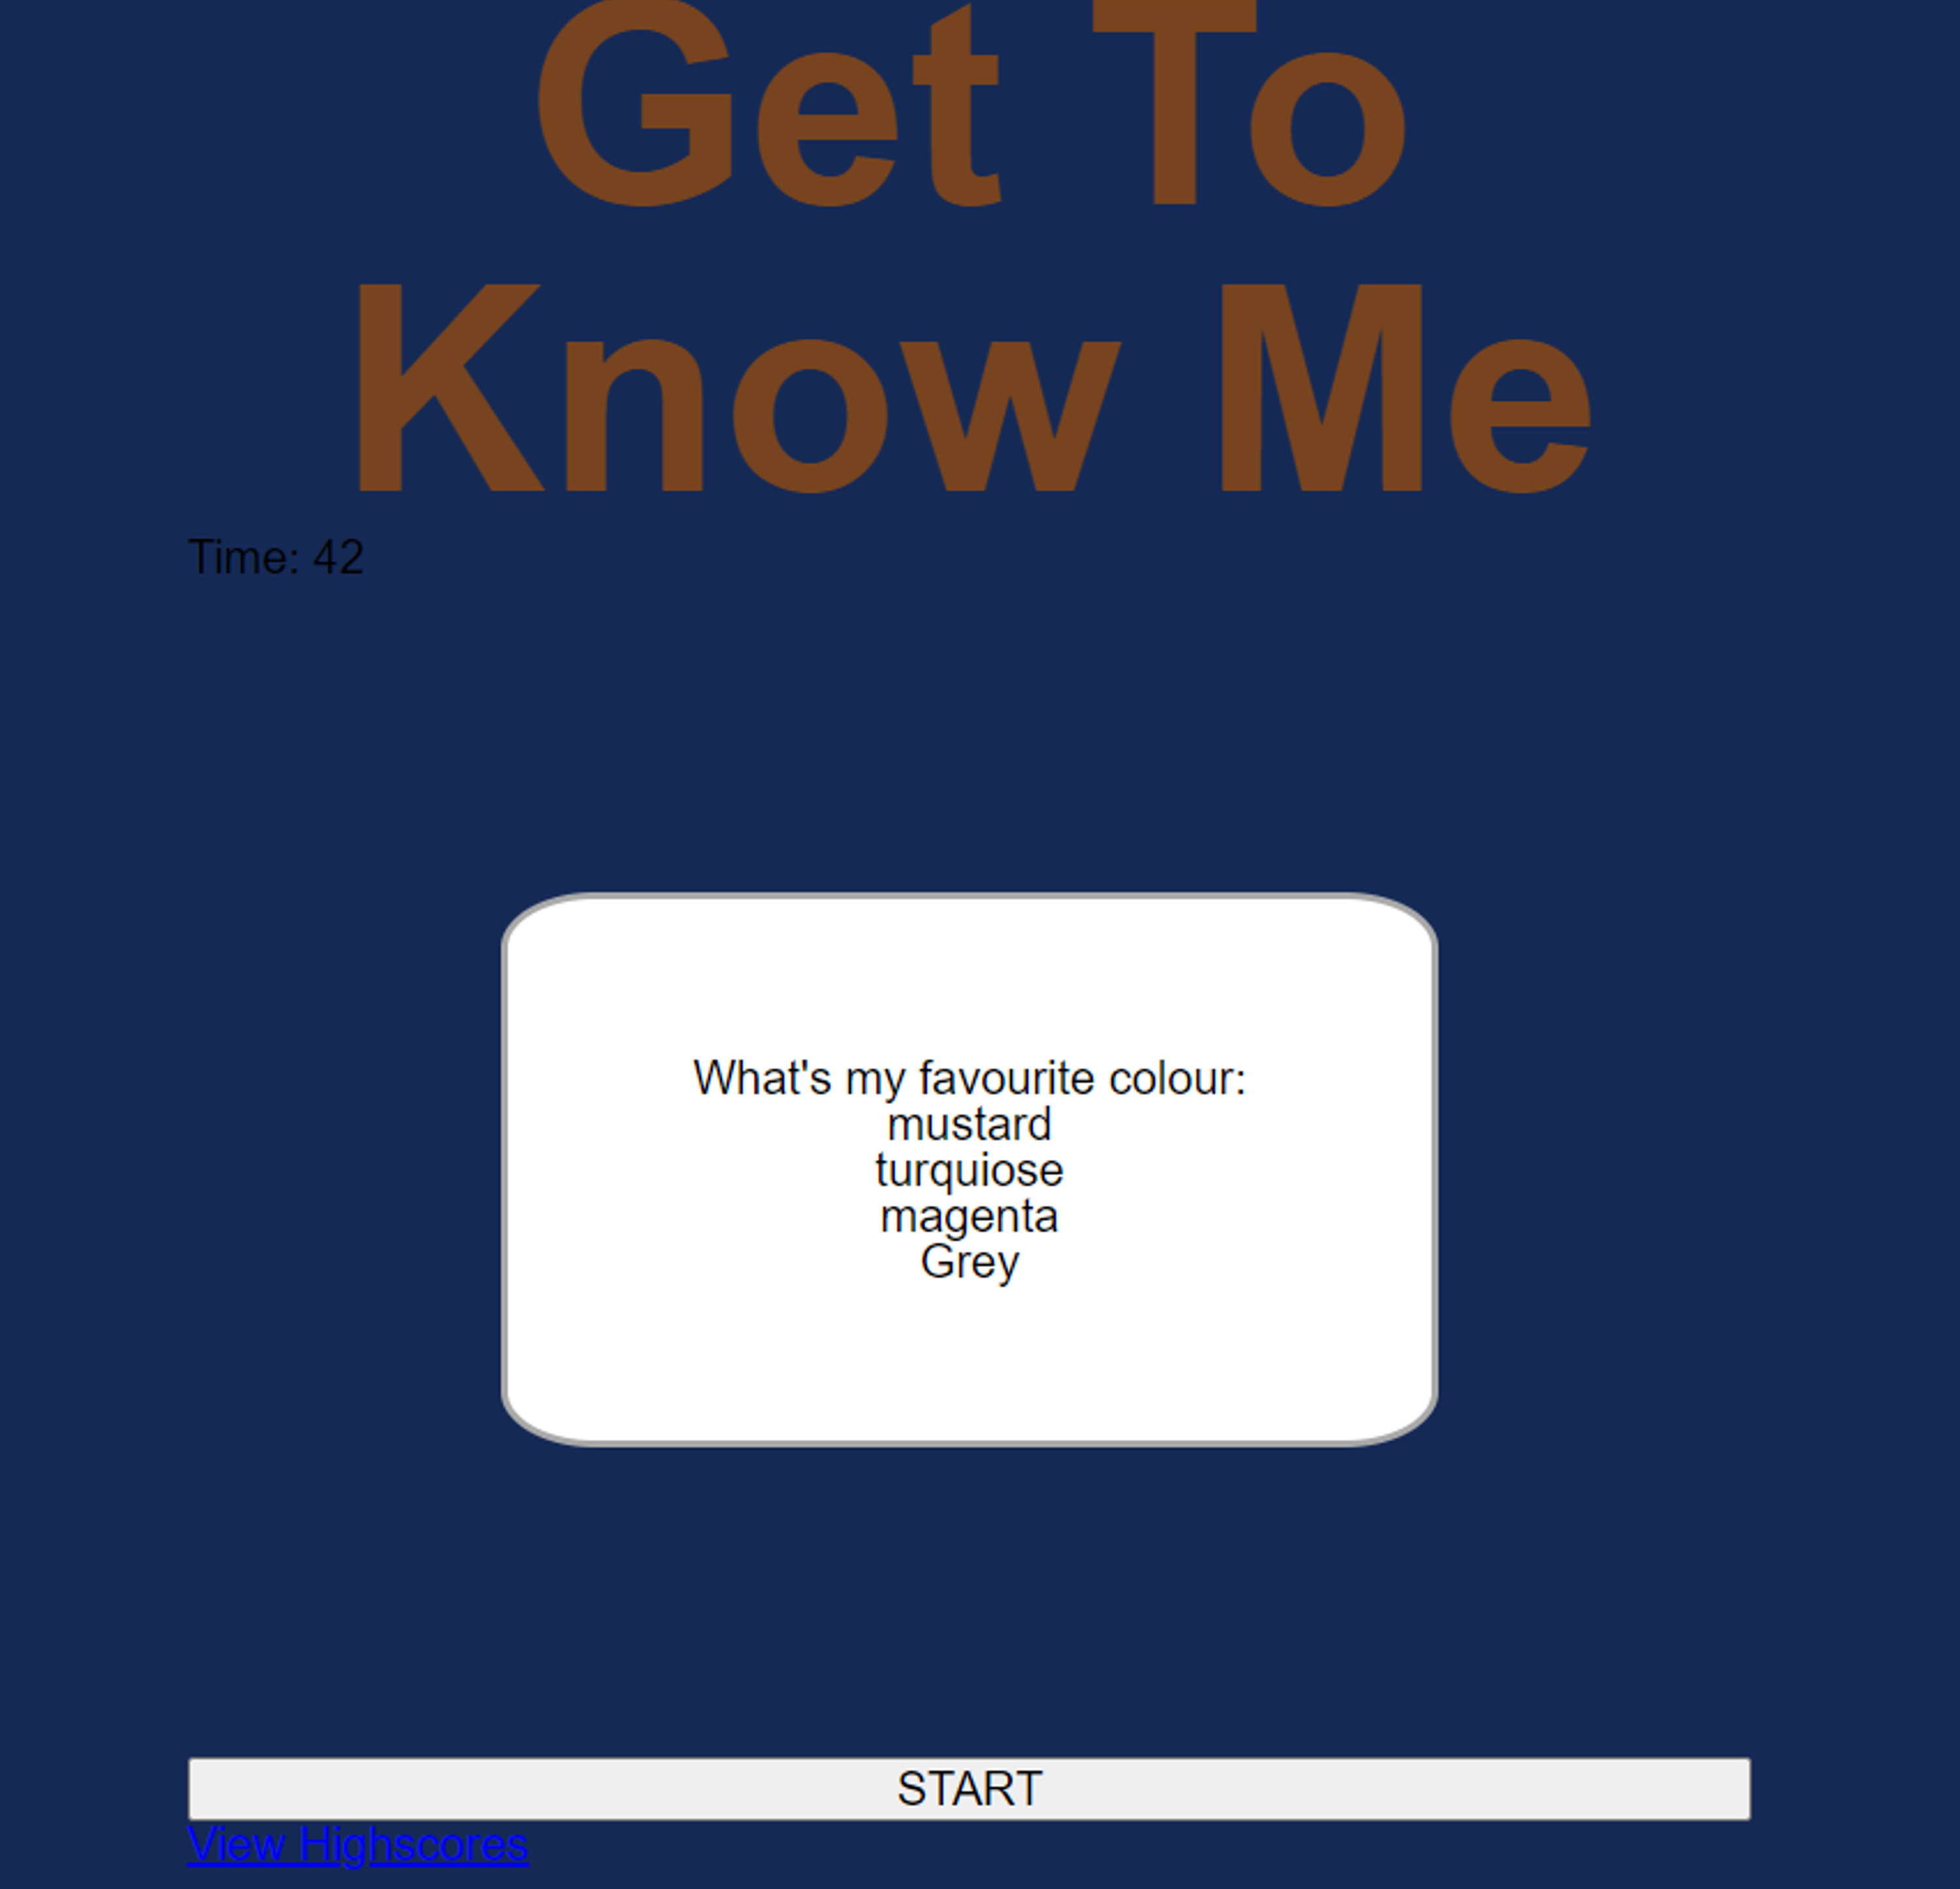 Get To
Know Me
Time: 42
What's my favourite colour:
mustard
turquiose
magenta
Grey
START
View Highscores